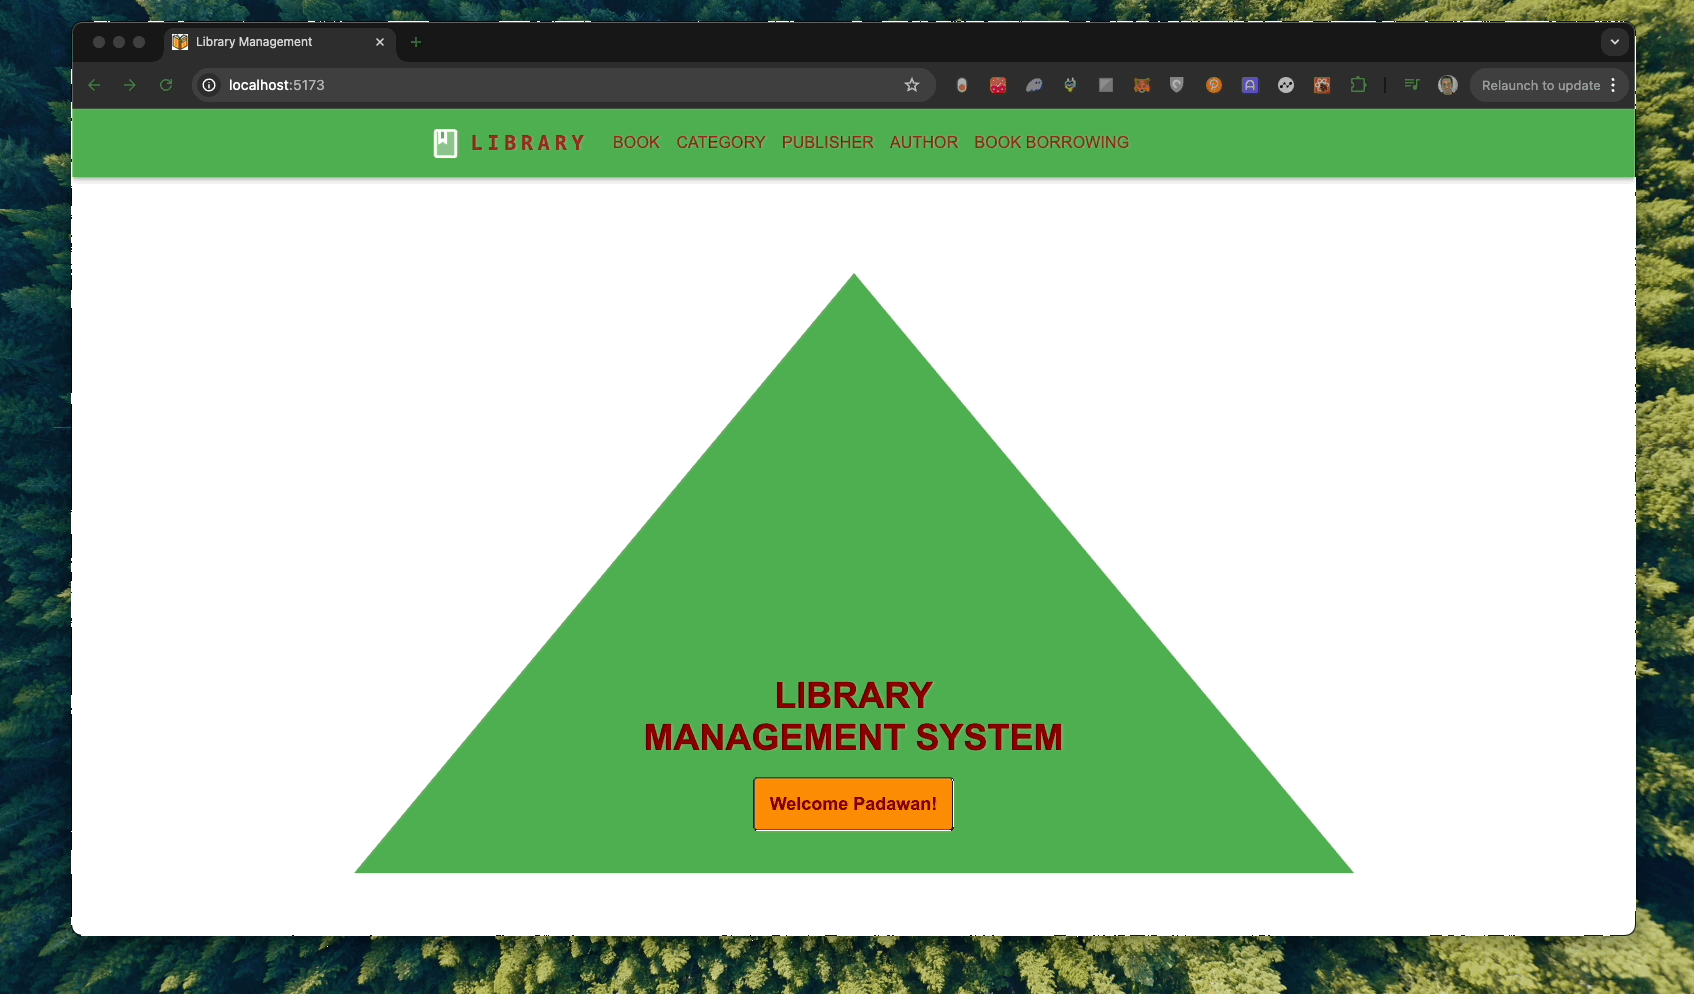 Library Management
localhost:5173
Relaunch to update
LIBRARY BOOK CATEGORY PUBLISHER AUTHOR BOOK BORROWING
LIBRARY
MANAGEMENT SYSTEM
Welcome Padawan!